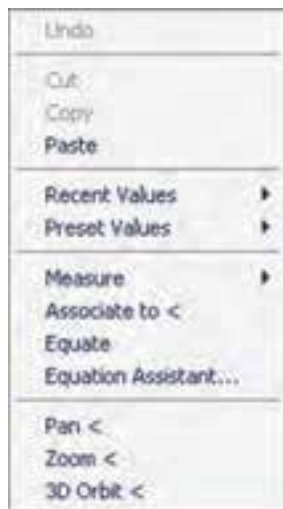 Undo
Cut
Copy
Paste
Recent Values
Preset Values
Measure
Associate to <
Equate
Equation Assistant...
Pan <
Zoom <
3D Orbit <